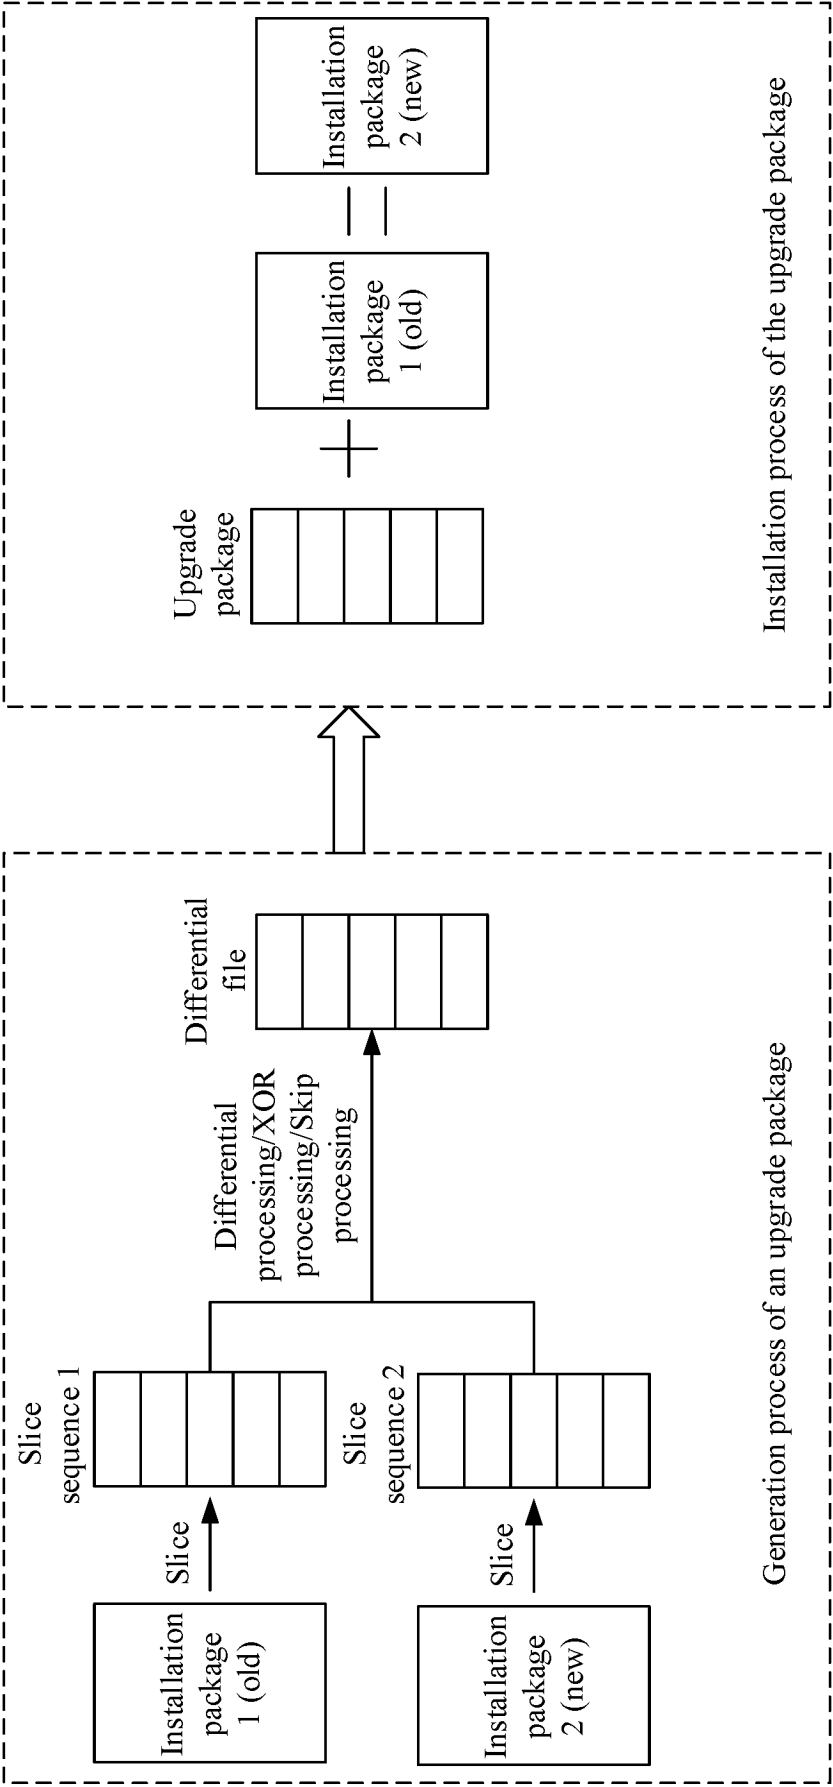 Installation
package
1 (old)
Slice
Slice
sequence 1
Installation
package
2 (new)
Slice
Slice
sequence 2
Differential
processing/XOR
processing/Skip
processing
Differential
file
Generation process of an upgrade package
Upgrade
package
+
Installation
package
1 (old)
=
Installation
package
2 (new)
Installation process of the upgrade package